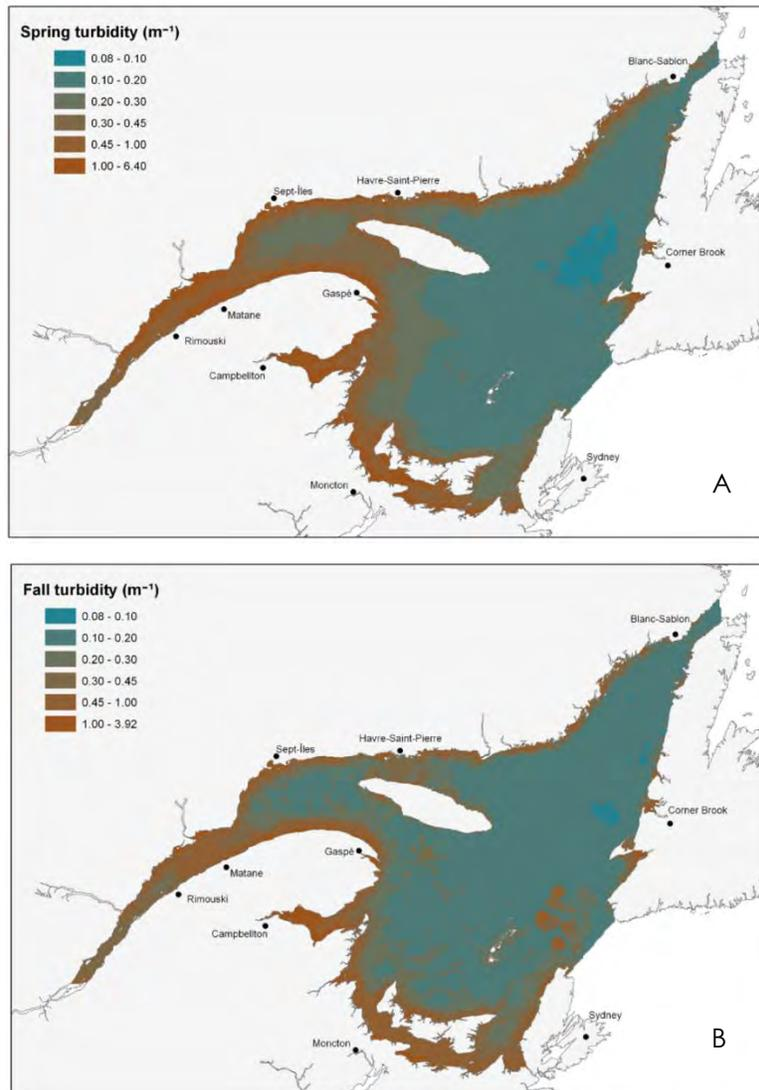 Spring turbidity (m⁻¹)
0.08 - 0.10
0.10 - 0.20
0.20 - 0.30
0.30 - 0.45
0.45 - 1.00
1.00 - 6.40
Blanc-Sablon
Sept-Îles
Havre-Saint-Pierre
Corner Brook
Gaspé
Matane
Rimouski
Campbellton
Sydney
Moncton
A
Fall turbidity (m⁻¹)
0.08 - 0.10
0.10 - 0.20
0.20 - 0.30
0.30 - 0.45
0.45 - 1.00
1.00 - 3.92
Blanc-Sablon
Sept-Îles
Havre-Saint-Pierre
Corner Brook
Gaspé
Matane
Rimouski
Campbellton
Sydney
Moncton
B